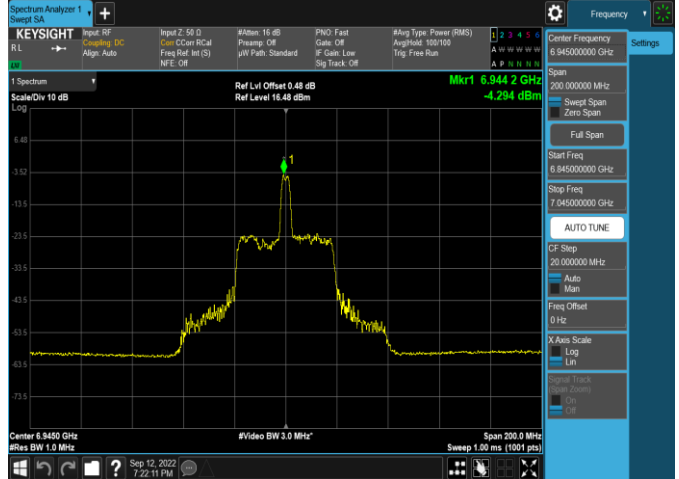 Spectrum Analyzer 1
Swept SA
Frequency
KEYSIGHT
R L
Input: RF
Coupling: DC
Align: Auto
Input Z: 50 Ω
Corr CCorr RCal
Freq Ref: Int (S)
NFE: Off
#Atten: 16 dB
Preamp: Off
µW Path: Standard
PNO: Fast
Gate: Off
IF Gain: Low
Sig Track: Off
#Avg Type: Power (RMS)
Avg|Hold: 100/100
Trig: Free Run
1 2 3 4 5 6
A W W W W W
A P N N N N
LV
1 Spectrum
Scale/Div 10 dB
Log
Ref Lvl Offset 0.48 dB
Ref Level 16.48 dBm
Mkr1 6.944 2 GHz
-4.294 dBm
1
6.48
-3.52
-13.5
-23.5
-33.5
-43.5
-53.5
-63.5
-73.5
Center 6.9450 GHz
#Res BW 1.0 MHz
#Video BW 3.0 MHz*
Span 200.0 MHz
Sweep 1.00 ms (1001 pts)
Sep 12, 2022
7:22:11 PM
Center Frequency
6.945000000 GHz
Span
200.000000 MHz
Swept Span
Zero Span
Full Span
Start Freq
6.845000000 GHz
Stop Freq
7.045000000 GHz
AUTO TUNE
CF Step
20.000000 MHz
Auto
Man
Freq Offset
0 Hz
X Axis Scale
Log
Lin
Signal Track
(Span Zoom)
On
Off
Settings